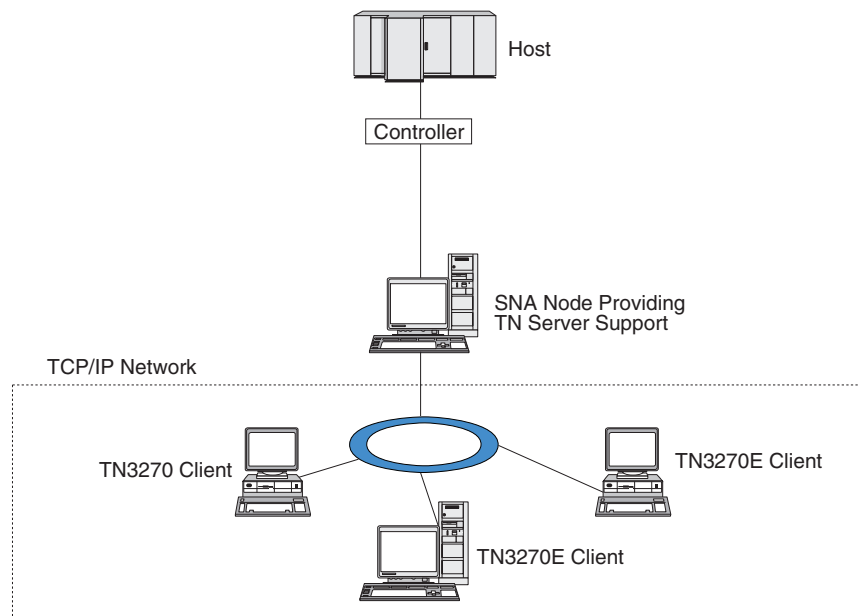 Host
Controller
SNA Node Providing
TN Server Support
TCP/IP Network
TN3270 Client
TN3270E Client
TN3270E Client